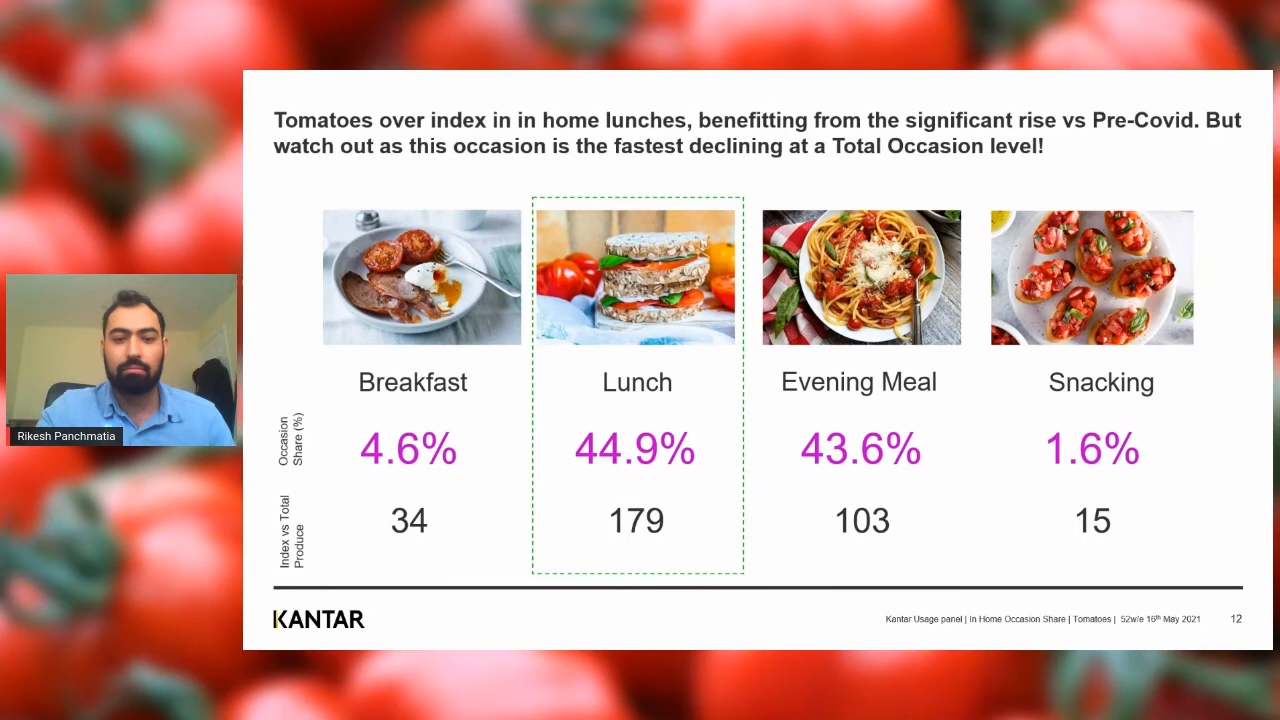 Tomatoes over index in in home lunches, benefitting from the significant rise vs Pre-Covid. But
watch out as this occasion is the fastest declining at a Total Occasion level!
Breakfast
Lunch
Evening Meal
Snacking
Occasion
Share (%)
4.6%
44.9%
43.6%
1.6%
Index vs Total
Produce
34
179
103
15
Rikesh Panchmatia
KANTAR
Kantar Usage panel | In Home Occasion Share | Tomatoes | 52w/e 16th May 2021
12